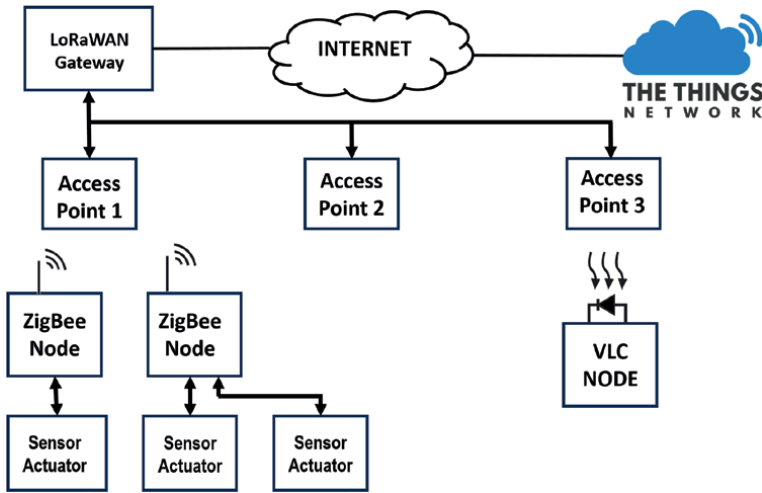 LoRaWAN
Gateway
INTERNET
THE THINGS
NETWORK
Access
Point 1
Access
Point 2
Access
Point 3
ZigBee
Node
ZigBee
Node
VLC
NODE
Sensor
Actuator
Sensor
Actuator
Sensor
Actuator